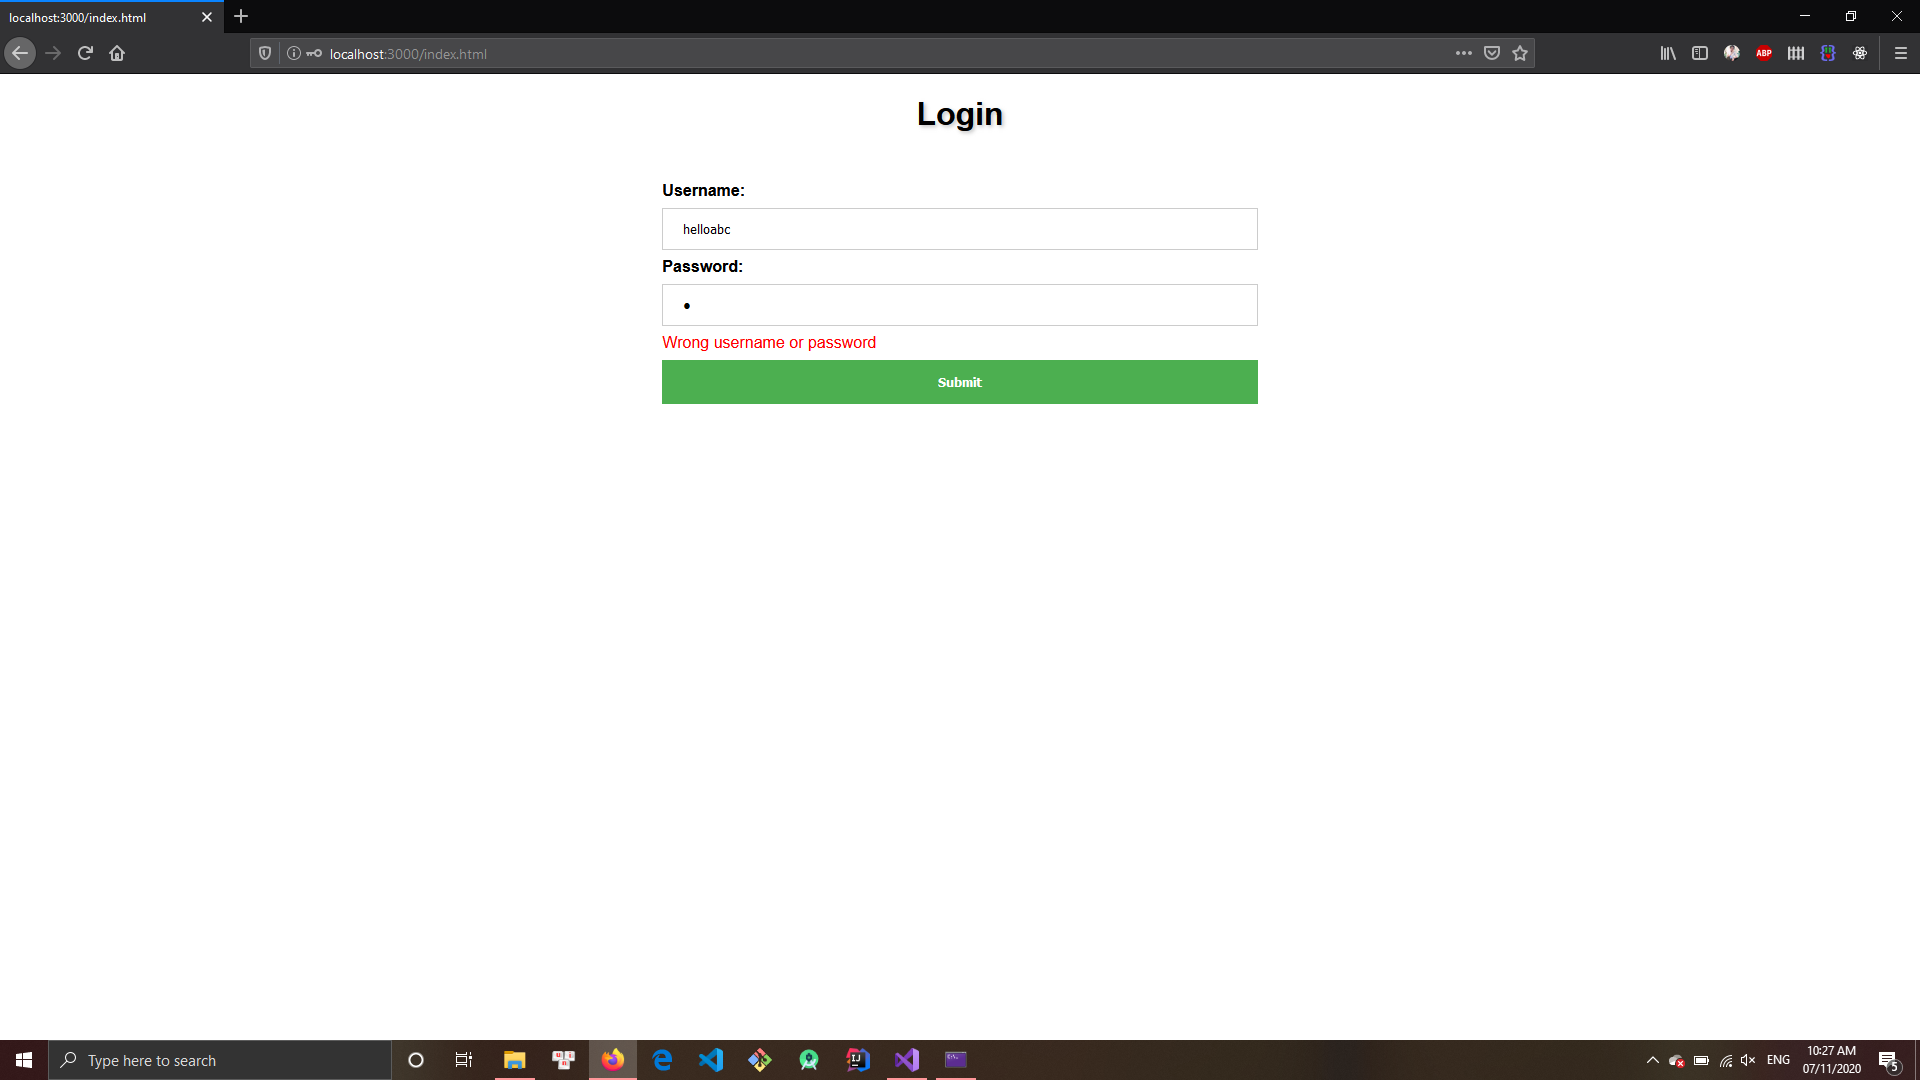 localhost:3000/index.html
localhost:3000/index.html
ABP
Login
Username:
helloabc
Password:
Wrong username or password
Submit
Type here to search
IJ
ENG
10:27 AM
07/11/2020
5